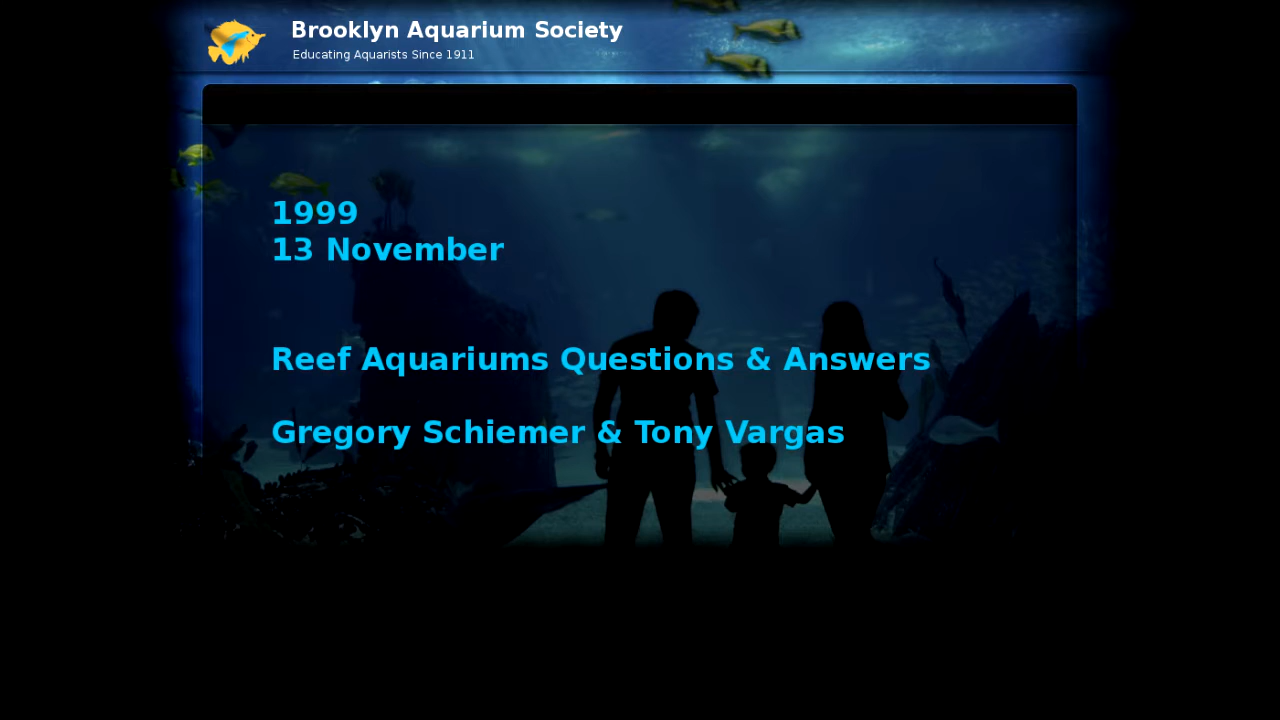 Brooklyn Aquarium Society
Educating Aquarists Since 1911
1999
13 November
Reef Aquariums Questions & Answers
Gregory Schiemer & Tony Vargas